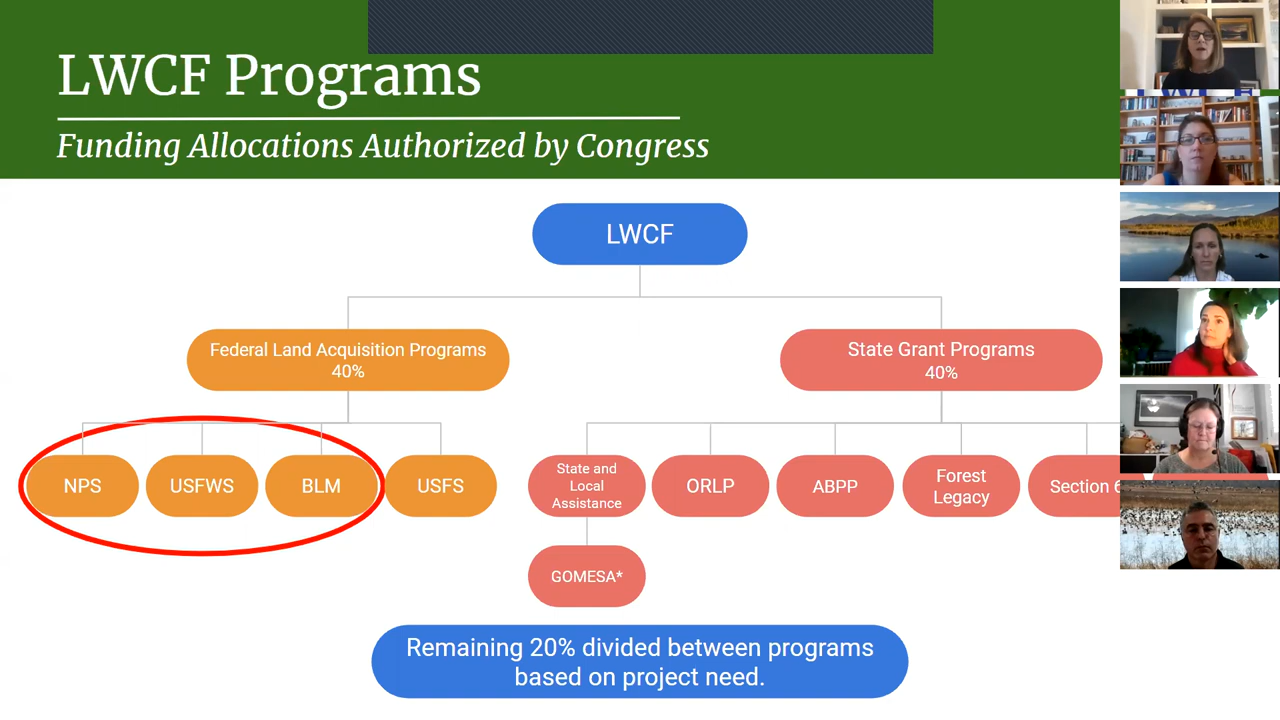 LWCF Programs
Funding Allocations Authorized by Congress
LWCF
Federal Land Acquisition Programs
40%
State Grant Programs
40%
NPS
USFWS
BLM
USFS
State and
Local
Assistance
ORLP
ABPP
Forest
Legacy
Section
GOMESA*
Remaining 20% divided between programs
based on project need.